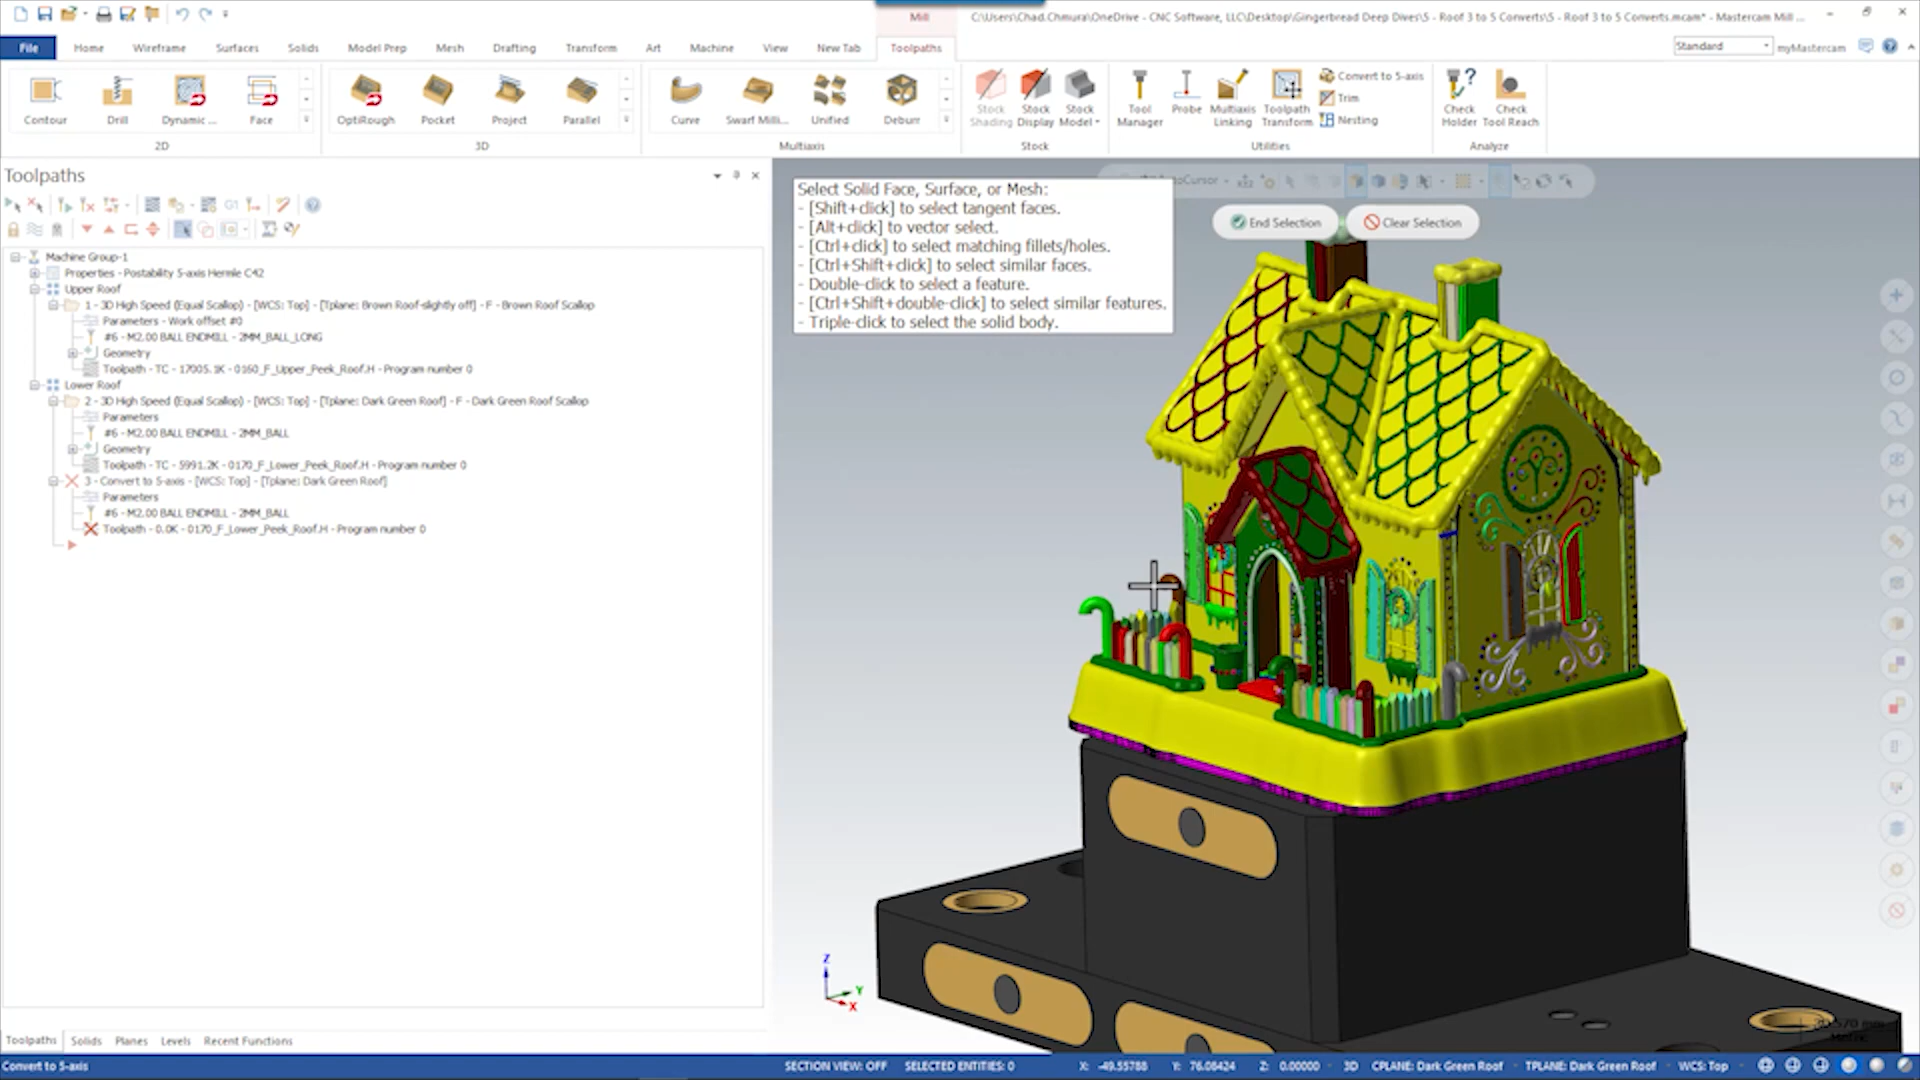 Mill
C:\Users\Chad.Chmura\OneDrive - CNC Software, LLC\Desktop\Gingerbread Deep Dives\5 - Roof 3 to 5 Converts\5 - Roof 3 to 5 Converts.mcam* - Mastercam Mill ...
File
Home
Wireframe
Surfaces
Solids
Model Prep
Mesh
Drafting
Transform
Art
Machine
View
New Tab
Toolpaths
Standard
myMastercam
Contour
Drill
Dynamic ...
Face
OptiRough
Pocket
Project
Parallel
Curve
Swarf Milli...
Unified
Deburr
Stock Shading
Stock Display
Stock Model
Tool Manager
Probe
Multiaxis Linking
Toolpath Transform
Convert to 5-axis
Trim
Nesting
Check Holder
Check Tool Reach
2D
3D
Multiaxis
Stock
Utilities
Analyze
Toolpaths
G1
Machine Group-1
Properties - Postability 5-axis Hermle C42
Upper Roof
1 - 3D High Speed (Equal Scallop) - [WCS: Top] - [Tplane: Brown Roof-slightly off] - F - Brown Roof Scallop
Parameters - Work offset #0
#6 - M2.00 BALL ENDMILL - 2MM_BALL_LONG
Geometry
Toolpath - TC - 17005.1K - 0160_F_Upper_Peek_Roof.H - Program number 0
Lower Roof
2 - 3D High Speed (Equal Scallop) - [WCS: Top] - [Tplane: Dark Green Roof] - F - Dark Green Roof Scallop
Parameters
#6 - M2.00 BALL ENDMILL - 2MM_BALL
Geometry
Toolpath - TC - 5991.2K - 0170_F_Lower_Peek_Roof.H - Program number 0
3 - Convert to 5-axis - [WCS: Top] - [Tplane: Dark Green Roof]
Parameters
#6 - M2.00 BALL ENDMILL - 2MM_BALL
Toolpath - 0.0K - 0170_F_Lower_Peek_Roof.H - Program number 0
Select Solid Face, Surface, or Mesh:
- [Shift+click] to select tangent faces.
- [Alt+click] to vector select.
- [Ctrl+click] to select matching fillets/holes.
- [Ctrl+Shift+click] to select similar faces.
- Double-click to select a feature.
- [Ctrl+Shift+double-click] to select similar features.
- Triple-click to select the solid body.
End Selection
Clear Selection
Z
Y
X
Toolpaths
Solids
Planes
Levels
Recent Functions
Convert to 5-axis
SECTION VIEW: OFF
SELECTED ENTITIES: 0
X: -49.55788
Y: 76.08424
Z: 0.00000
3D
CPLANE: Dark Green Roof
TPLANE: Dark Green Roof
WCS: Top